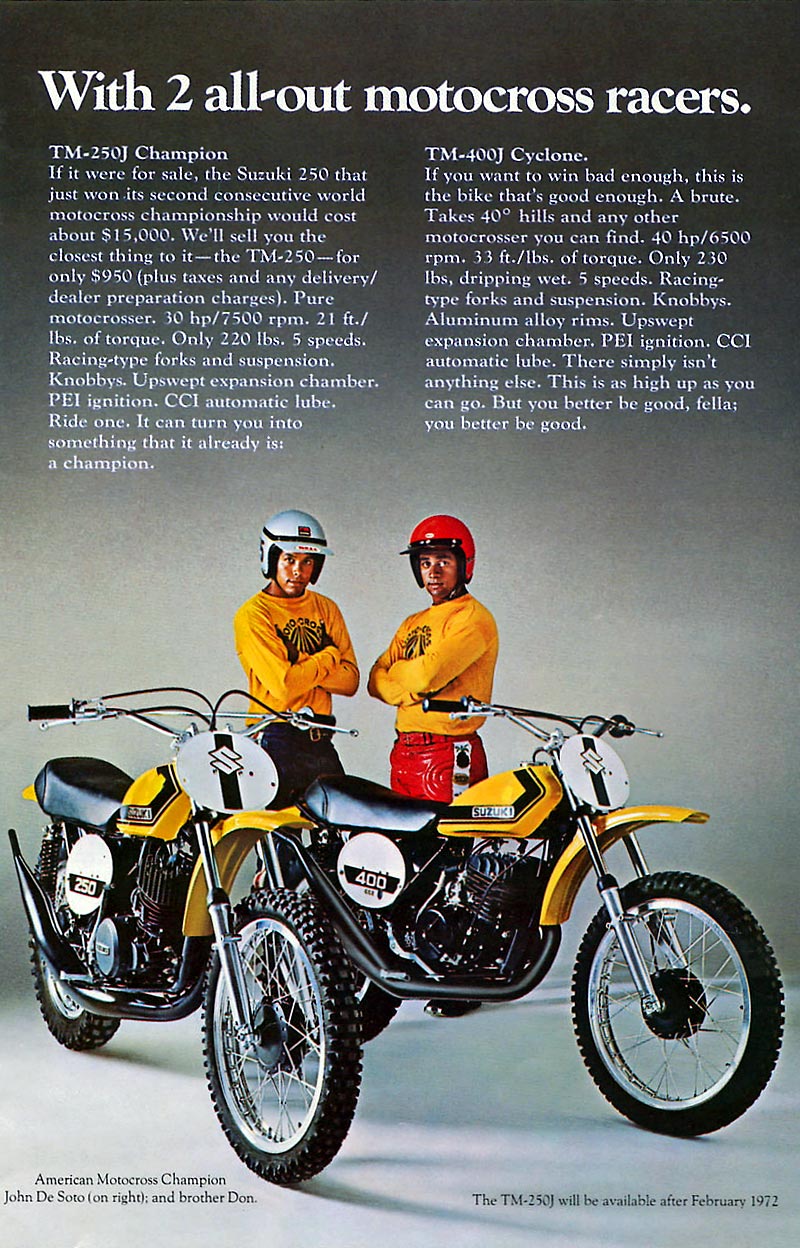 With 2 all-out motocross racers.
TM-250J Champion
If it were for sale, the Suzuki 250 that
just won its second consecutive world
motocross championship would cost
about $15,000. We'll sell you the
closest thing to it—the TM-250—for
only $950 (plus taxes and any delivery/
dealer preparation charges). Pure
motocrosser. 30 hp/7500 rpm. 21 ft./
lbs. of torque. Only 220 lbs. 5 speeds.
Racing-type forks and suspension.
Knobbys. Upswept expansion chamber.
PEI ignition. CCI automatic lube.
Ride one. It can turn you into
something that it already is:
a champion.
TM-400J Cyclone.
If you want to win bad enough, this is
the bike that's good enough. A brute.
Takes 40° hills and any other
motocrosser you can find. 40 hp/6500
rpm. 33 ft./lbs. of torque. Only 230
lbs, dripping wet. 5 speeds. Racing-
type forks and suspension. Knobbys.
Aluminum alloy rims. Upswept
expansion chamber. PEI ignition. CCI
automatic lube. There simply isn't
anything else. This is as high up as you
can go. But you better be good, fella;
you better be good.
MOTO-CROSS
SUZUKI
SUZUKI
250
400
American Motocross Champion
John De Soto (on right); and brother Don.
The TM-250J will be available after February 1972